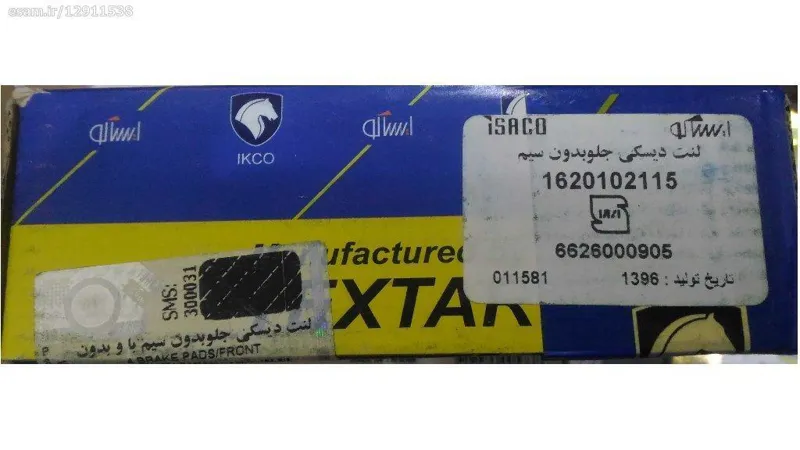 esam.ir/12911538
ایساکو
IKCO
ایساکو
iSACO
ایساکو
لنت دیسکی جلوبدون سیم
1620102115
6626000905
011581
تاریخ تولید : 1396
Manufactured
TEXTAR
SMS:
300031
لنت دیسکی جلوبدون سیم با و بدون
BRAKE PADS/FRONT